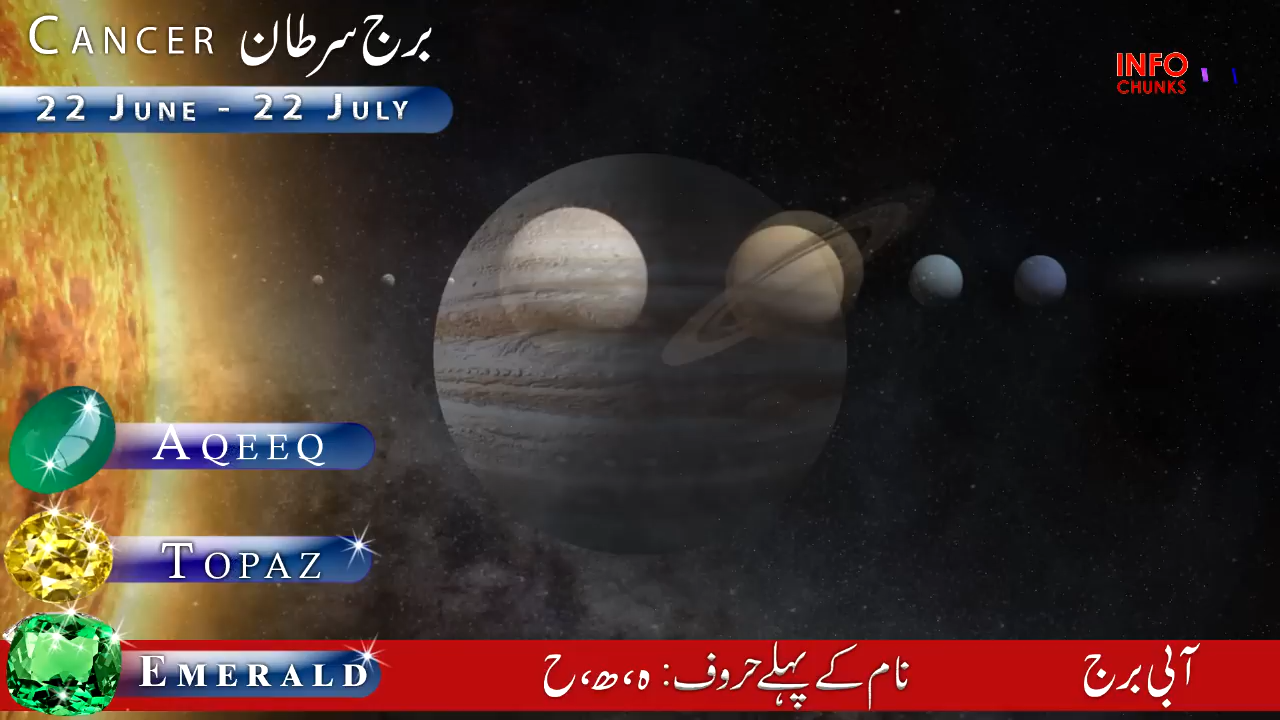 CANCER برج سرطان
22 JUNE - 22 JULY
INFO
CHUNKS
AQEEQ
TOPAZ
EMERALD
نام کے پہلے حروف: ہ، ھ، ح
آبی برج